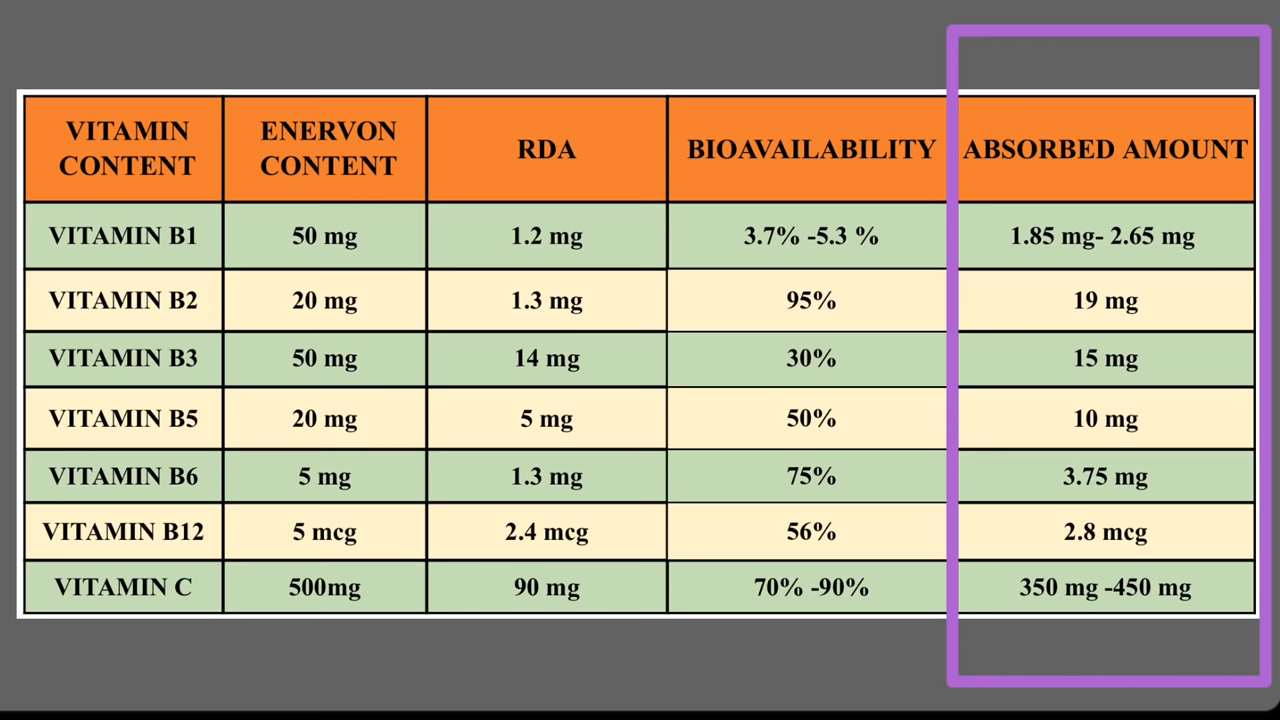 VITAMIN CONTENT ENERVON CONTENT RDA BIOAVAILABILITY ABSORBED AMOUNT
VITAMIN B1 50 mg 1.2 mg 3.7% -5.3 % 1.85 mg- 2.65 mg
VITAMIN B2 20 mg 1.3 mg 95% 19 mg
VITAMIN B3 50 mg 14 mg 30% 15 mg
VITAMIN B5 20 mg 5 mg 50% 10 mg
VITAMIN B6 5 mg 1.3 mg 75% 3.75 mg
VITAMIN B12 5 mcg 2.4 mcg 56% 2.8 mcg
VITAMIN C 500mg 90 mg 70% -90% 350 mg -450 mg